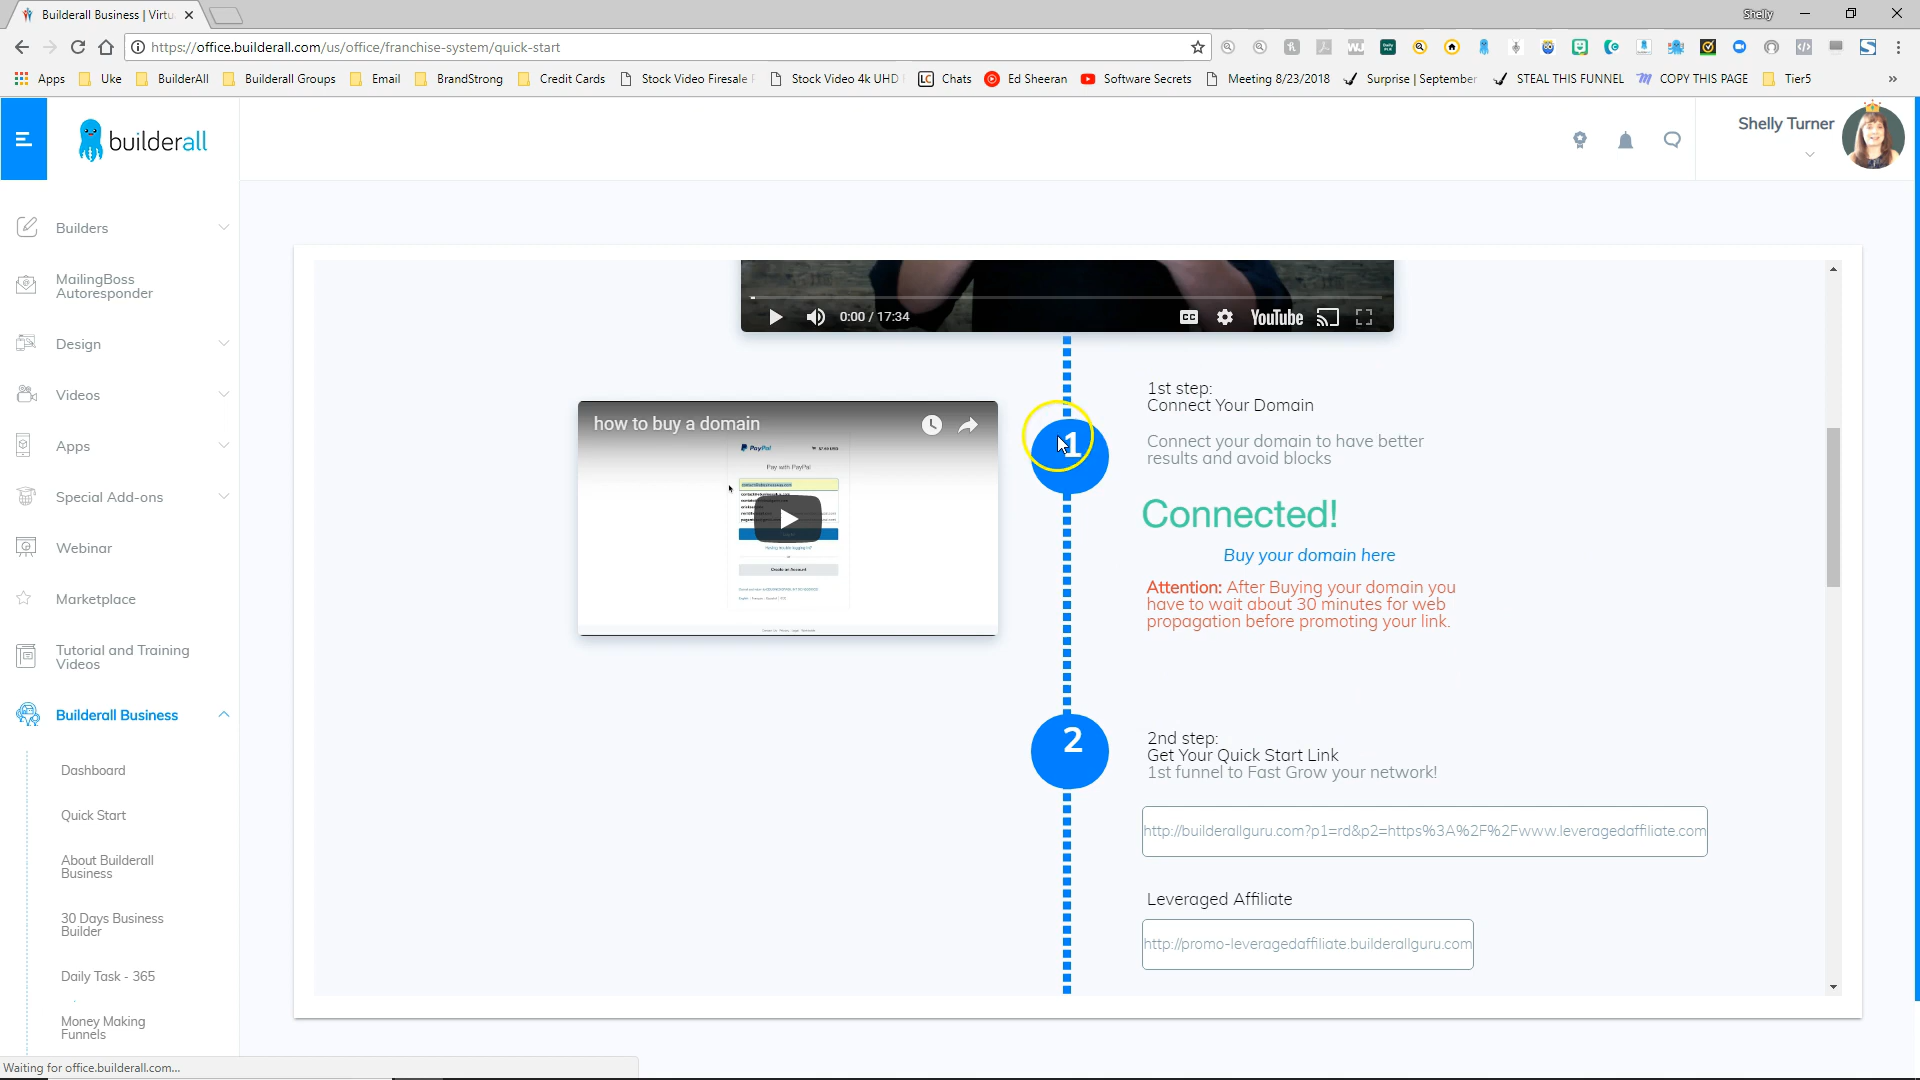 Builderall Business | Virtu
Shelly
https://office.builderall.com/us/office/franchise-system/quick-start
Apps
Uke
BuilderAll
Builderall Groups
Email
BrandStrong
Credit Cards
Stock Video Firesale
Stock Video 4k UHD
Chats
Ed Sheeran
Software Secrets
Meeting 8/23/2018
Surprise | September
STEAL THIS FUNNEL
COPY THIS PAGE
Tier5
builderall
Shelly Turner
Builders
MailingBoss
Autoresponder
Design
Videos
Apps
Special Add-ons
Webinar
Marketplace
Tutorial and Training
Videos
Builderall Business
Dashboard
Quick Start
About Builderall
Business
30 Days Business
Builder
Daily Task - 365
Money Making
Funnels
0:00 / 17:34
CC
YouTube
how to buy a domain
PayPal
Pay with PayPal
Create an Account
1
1st step:
Connect Your Domain
Connect your domain to have better
results and avoid blocks
Connected!
Buy your domain here
Attention: After Buying your domain you
have to wait about 30 minutes for web
propagation before promoting your link.
2
2nd step:
Get Your Quick Start Link
1st funnel to Fast Grow your network!
http://builderallguru.com?p1=rd&p2=https%3A%2F%2Fwww.leveragedaffiliate.com
Leveraged Affiliate
http://promo-leveragedaffiliate.builderallguru.com
Waiting for office.builderall.com...